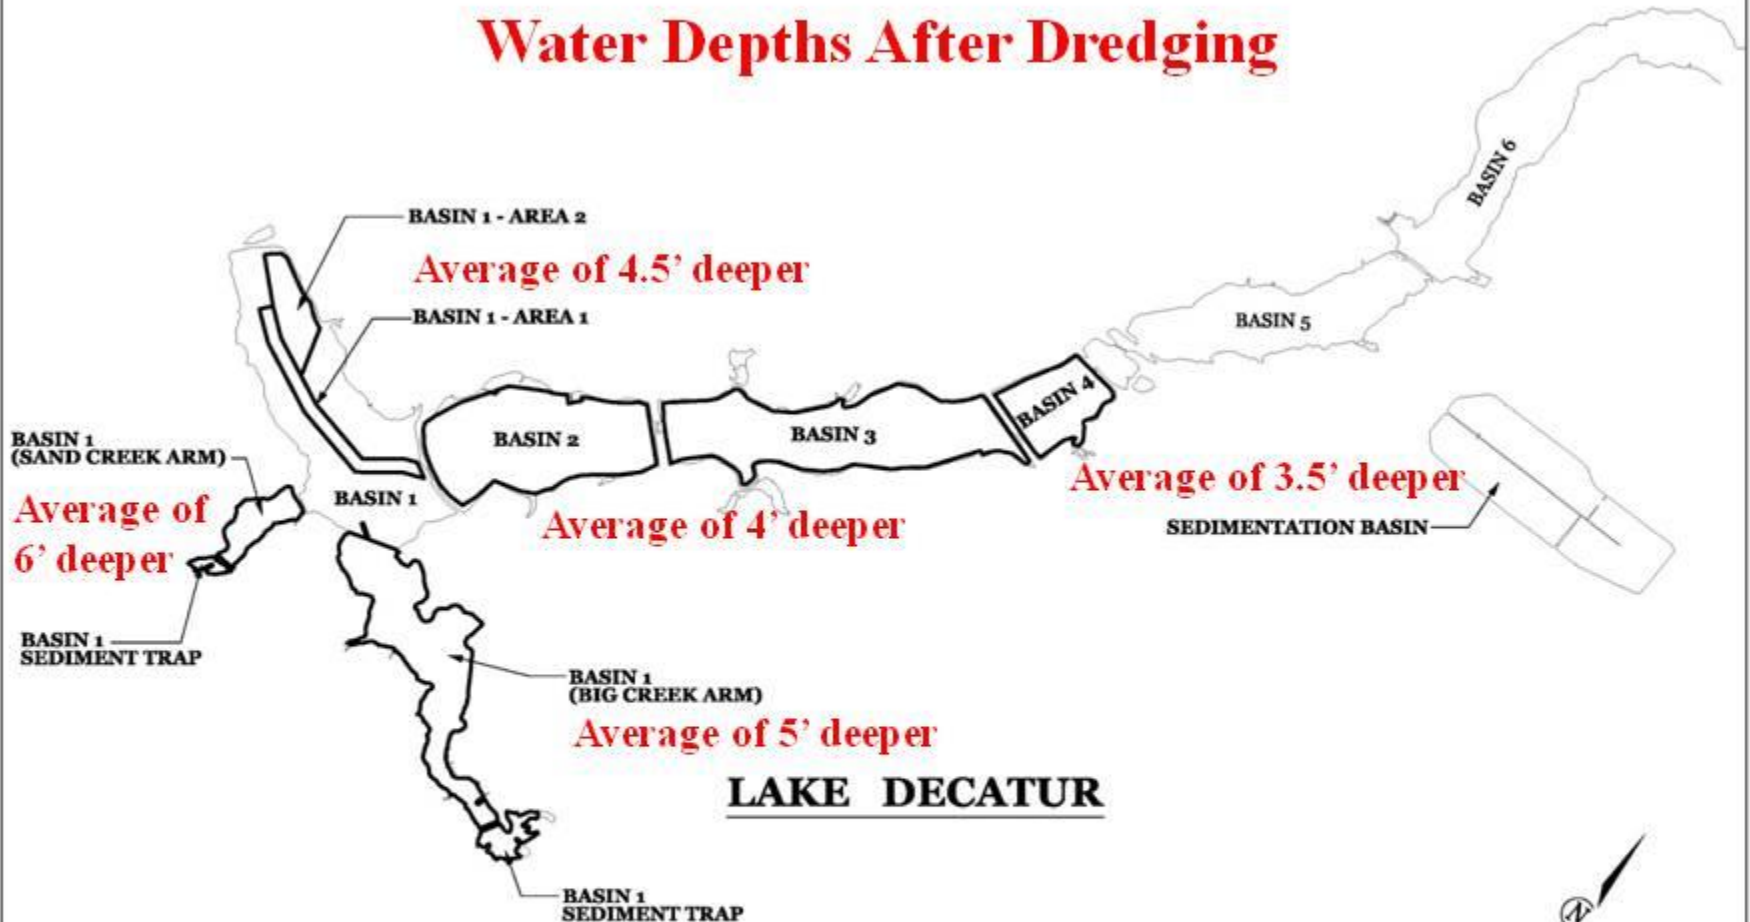 Water Depths After Dredging
BASIN 6
BASIN 1 - AREA 2
Average of 4.5' deeper
BASIN 1 - AREA 1
BASIN 5
BASIN 4
BASIN 2
BASIN 3
BASIN 1
(SAND CREEK ARM)
Average of
6' deeper
BASIN 1
Average of 4' deeper
Average of 3.5' deeper
SEDIMENTATION BASIN
BASIN 1
SEDIMENT TRAP
BASIN 1
(BIG CREEK ARM)
Average of 5' deeper
LAKE DECATUR
BASIN 1
SEDIMENT TRAP
N